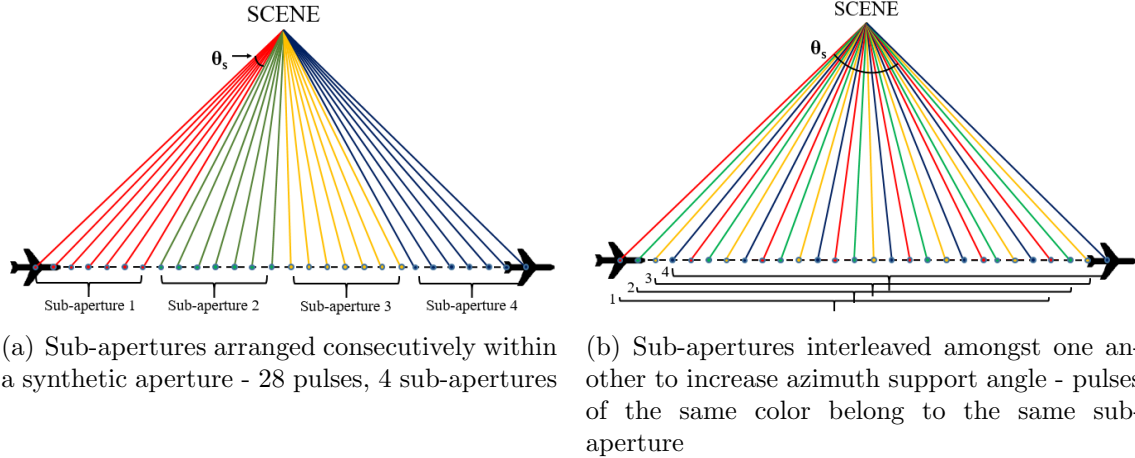 SCENE
θs
Sub-aperture 1
Sub-aperture 2
Sub-aperture 3
Sub-aperture 4
(a) Sub-apertures arranged consecutively within
a synthetic aperture - 28 pulses, 4 sub-apertures
SCENE
θs
4
3
2
1
(b) Sub-apertures interleaved amongst one an-
other to increase azimuth support angle - pulses
of the same color belong to the same sub-
aperture